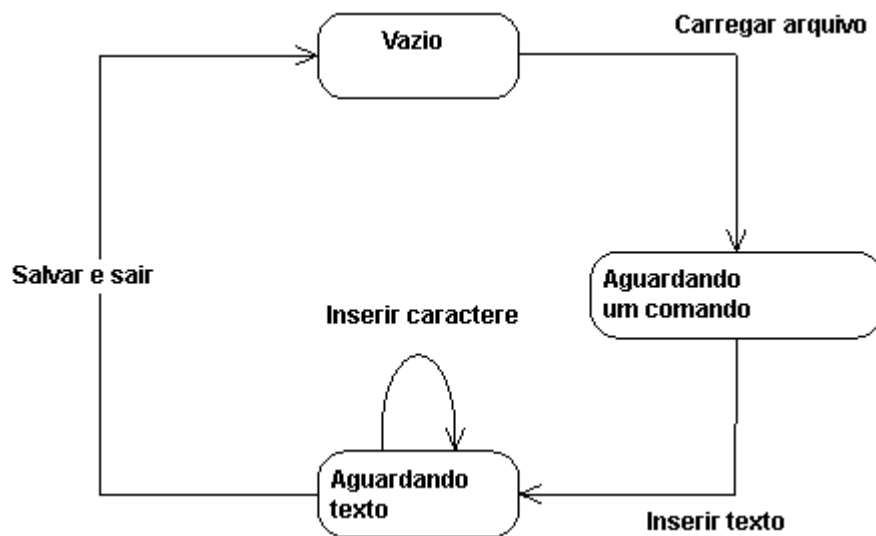 Vazio
Carregar arquivo
Salvar e sair
Aguardando
um comando
Inserir caractere
Aguardando
texto
Inserir texto